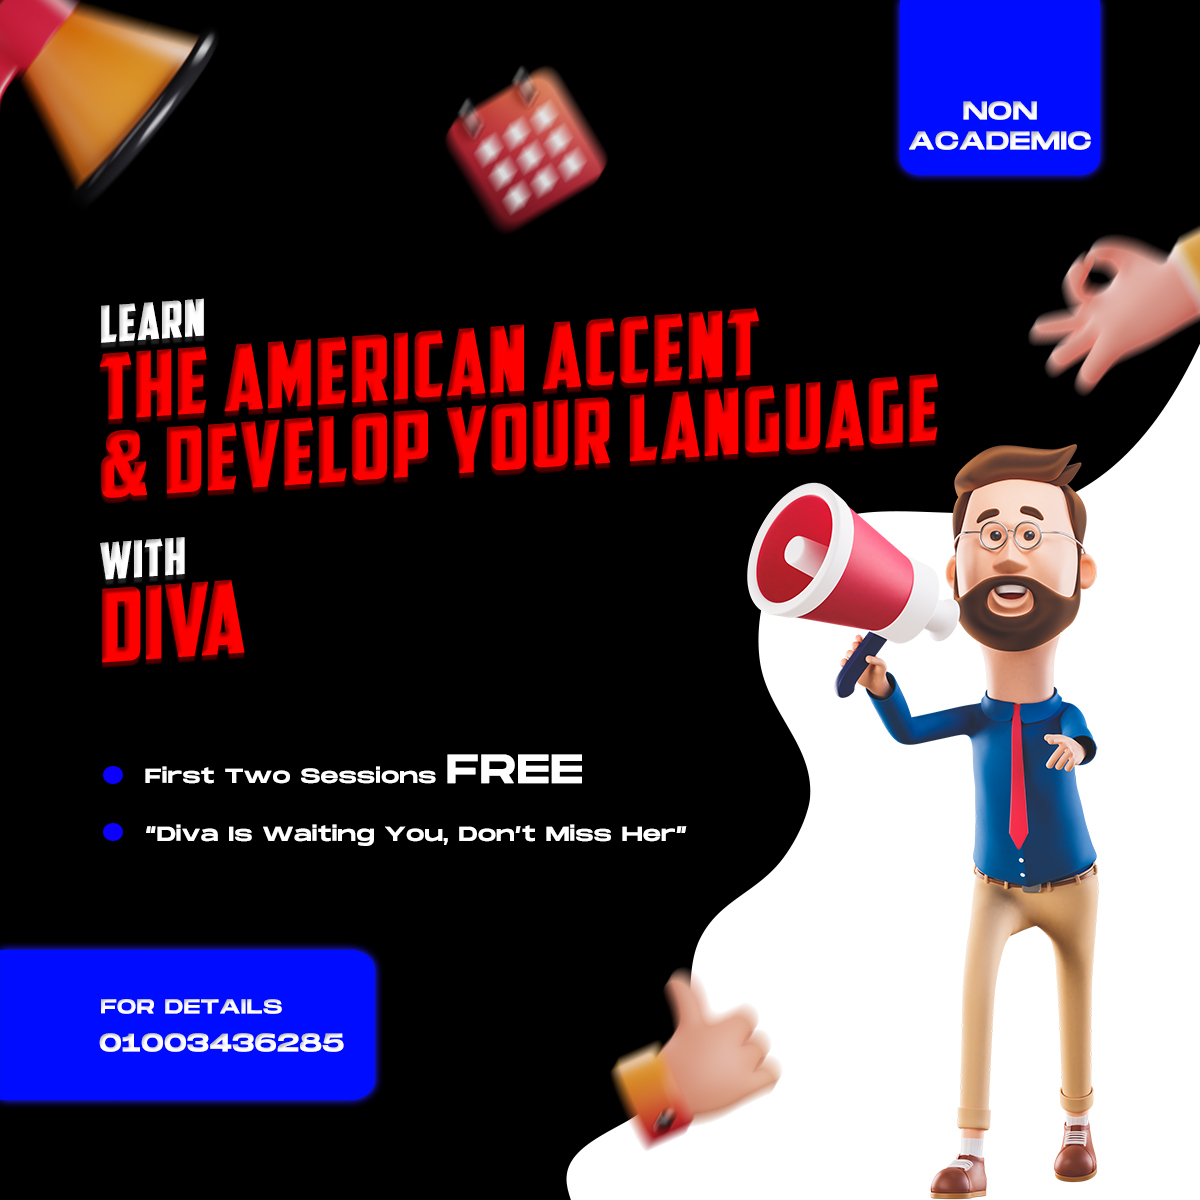 NON
ACADEMIC
LEARN
THE AMERICAN ACCENT
& DEVELOP YOUR LANGUAGE
WITH
DIVA
First Two Sessions FREE
“Diva Is Waiting You, Don’t Miss Her”
FOR DETAILS
01003436285